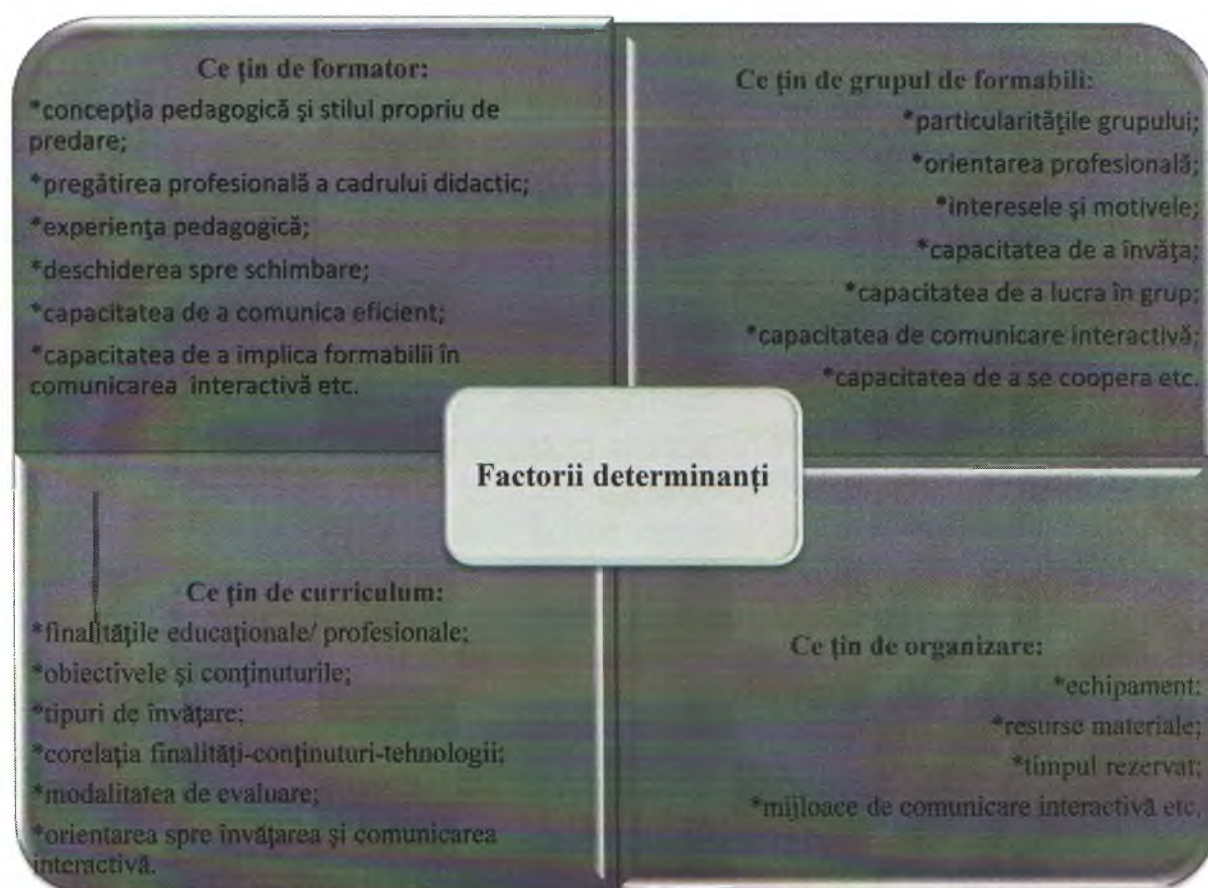 Ce ţin de formator:
*concepţia pedagogică şi stilul propriu de
predare;
*pregătirea profesională a cadrului didactic;
*experienţa pedagogică;
*deschiderea spre schimbare;
*capacitatea de a comunica eficient;
*capacitatea de a implica formabilii în
comunicarea interactivă etc.
Ce ţin de grupul de formabili:
*particularităţile grupului;
*orientarea profesională;
*interesele şi motivele;
*capacitatea de a învăţa;
*capacitatea de a lucra în grup;
*capacitatea de comunicare interactivă;
*capacitatea de a se coopera etc.
Factorii determinanţi
Ce ţin de curriculum:
*finalităţile educaţionale/ profesionale;
*obiectivele şi conţinuturile;
*tipuri de învăţare;
*corelaţia finalităţi-conţinuturi-tehnologii;
*modalitatea de evaluare;
*orientarea spre învăţarea şi comunicarea
interactivă.
Ce ţin de organizare:
*echipament;
*resurse materiale;
*timpul rezervat;
*mijloace de comunicare interactivă etc.